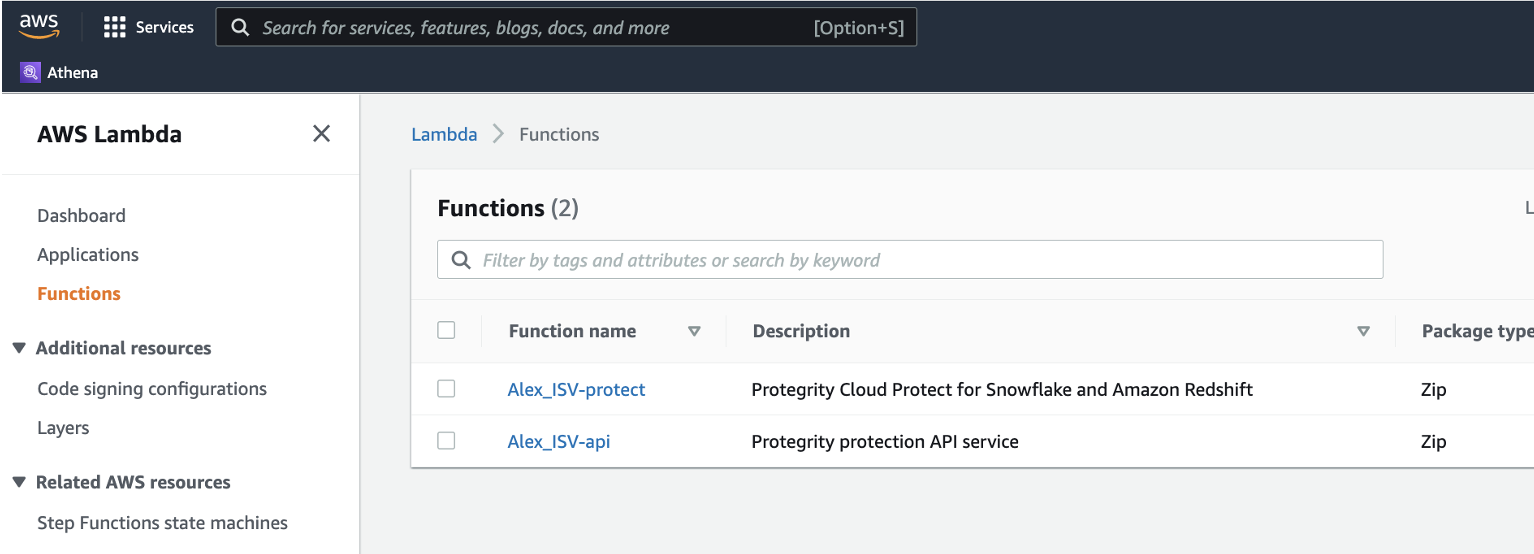 aws Services Search for services, features, blogs, docs, and more [Option+S]
Athena
AWS Lambda
Dashboard
Applications
Functions
Additional resources
Code signing configurations
Layers
Related AWS resources
Step Functions state machines
Lambda Functions
Functions (2)
L
Filter by tags and attributes or search by keyword
Function name Description Package type
Alex_ISV-protect Protegrity Cloud Protect for Snowflake and Amazon Redshift Zip
Alex_ISV-api Protegrity protection API service Zip